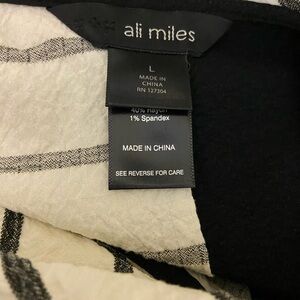 ali miles
L
MADE IN
CHINA
RN 127304
40% Rayon
1% Spandex
MADE IN CHINA
SEE REVERSE FOR CARE